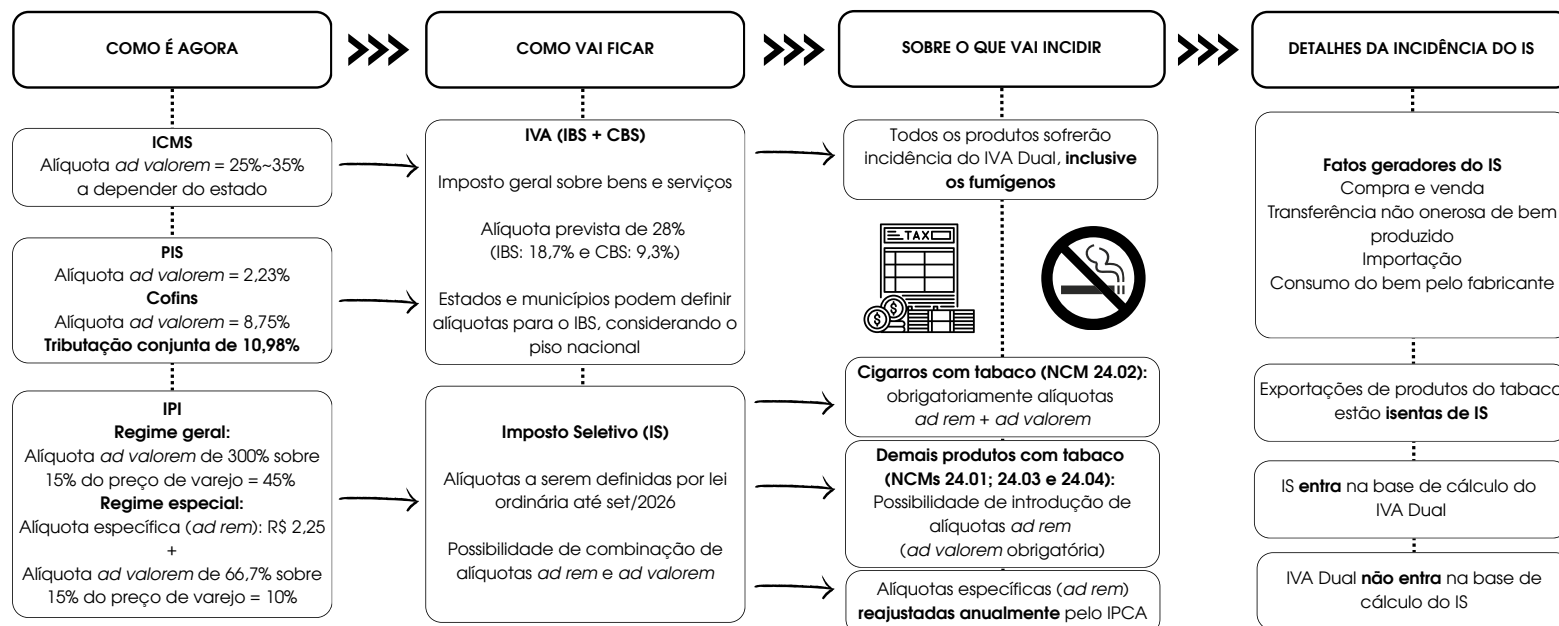 COMO É AGORA
COMO VAI FICAR
SOBRE O QUE VAI INCIDIR
DETALHES DA INCIDÊNCIA DO IS
ICMS
Alíquota ad valorem = 25%~35%
a depender do estado
PIS
Alíquota ad valorem = 2,23%
Cofins
Alíquota ad valorem = 8,75%
Tributação conjunta de 10,98%
IPI
Regime geral:
Alíquota ad valorem de 300% sobre
15% do preço de varejo = 45%
Regime especial:
Alíquota específica (ad rem): R$ 2,25
+
Alíquota ad valorem de 66,7% sobre
15% do preço de varejo = 10%
IVA (IBS + CBS)
Imposto geral sobre bens e serviços
Alíquota prevista de 28%
(IBS: 18,7% e CBS: 9,3%)
Estados e municípios podem definir
alíquotas para o IBS, considerando o
piso nacional
Imposto Seletivo (IS)
Alíquotas a serem definidas por lei
ordinária até set/2026
Possibilidade de combinação de
alíquotas ad rem e ad valorem
Todos os produtos sofrerão
incidência do IVA Dual, inclusive
os fumígenos
TAX
Cigarros com tabaco (NCM 24.02):
obrigatoriamente alíquotas
ad rem + ad valorem
Demais produtos com tabaco
(NCMs 24.01; 24.03 e 24.04):
Possibilidade de introdução de
alíquotas ad rem
(ad valorem obrigatória)
Alíquotas específicas (ad rem)
reajustadas anualmente pelo IPCA
Fatos geradores do IS
Compra e venda
Transferência não onerosa de bem
produzido
Importação
Consumo do bem pelo fabricante
Exportações de produtos do tabaco
estão isentas de IS
IS entra na base de cálculo do
IVA Dual
IVA Dual não entra na base de
cálculo do IS